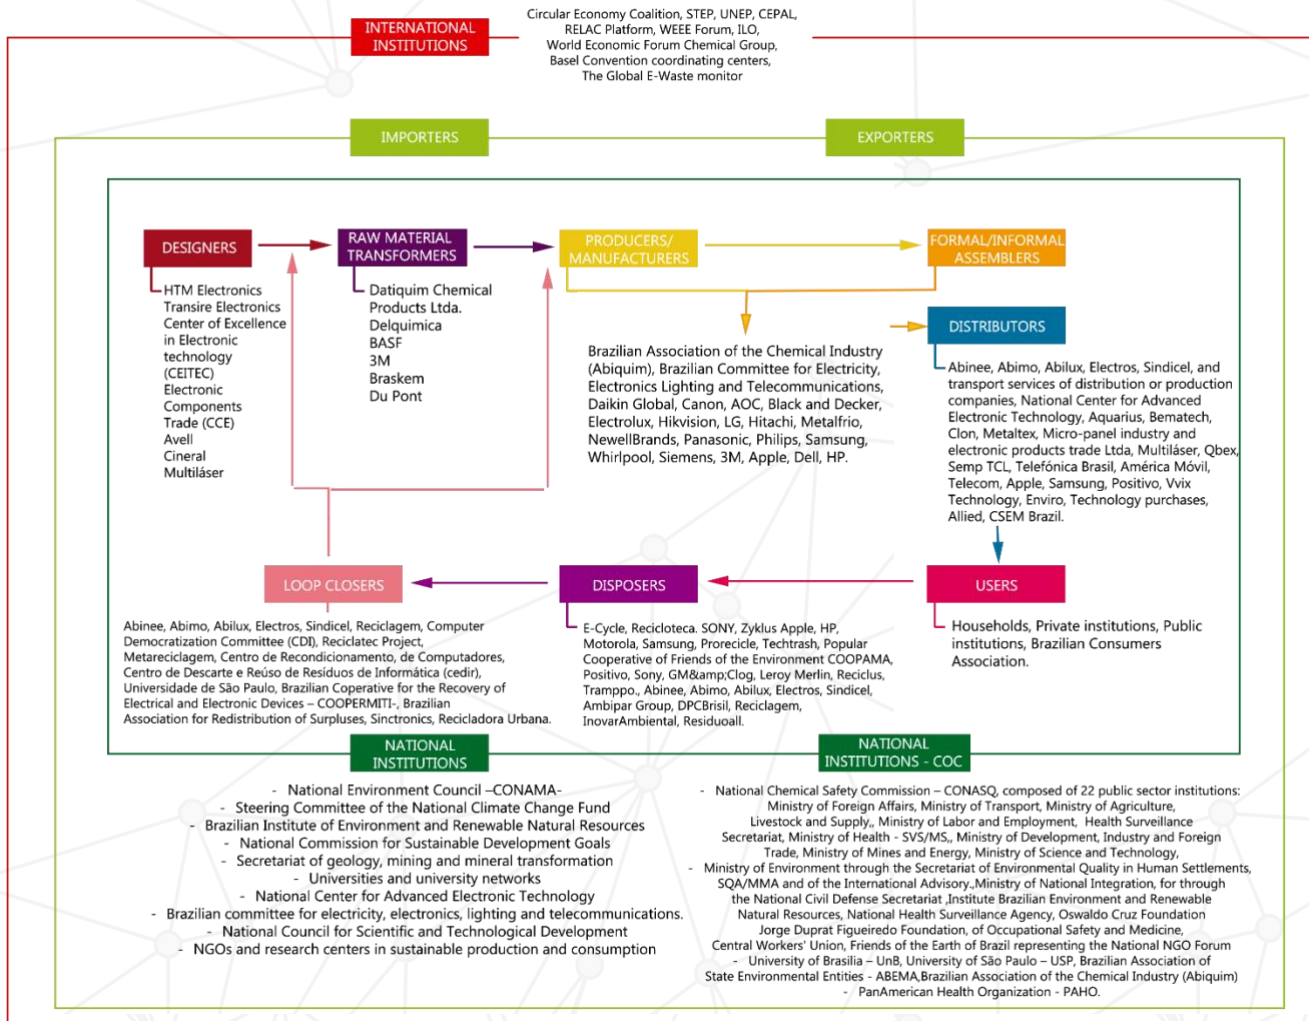 INTERNATIONAL
INSTITUTIONS
Circular Economy Coalition, STEP, UNEP, CEPAL,
RELAC Platform, WEEE Forum, ILO,
World Economic Forum Chemical Group,
Basel Convention coordinating centers,
The Global E-Waste monitor
IMPORTERS
EXPORTERS
DESIGNERS
HTM Electronics
Transire Electronics
Center of Excellence
in Electronic
technology
(CEITEC)
Electronic
Components
Trade (CCE)
Avell
Cineral
Multiláser
RAW MATERIAL
TRANSFORMERS
Datiquim Chemical
Products Ltda.
Delquimica
BASF
3M
Braskem
Du Pont
PRODUCERS/
MANUFACTURERS
FORMAL/INFORMAL
ASSEMBLERS
Brazilian Association of the Chemical Industry
(Abiquim), Brazilian Committee for Electricity,
Electronics Lighting and Telecommunications,
Daikin Global, Canon, AOC, Black and Decker,
Electrolux, Hikvision, LG, Hitachi, Metalfrio,
NewellBrands, Panasonic, Philips, Samsung,
Whirlpool, Siemens, 3M, Apple, Dell, HP.
DISTRIBUTORS
Abinee, Abimo, Abilux, Electros, Sindicel, and
transport services of distribution or production
companies, National Center for Advanced
Electronic Technology, Aquarius, Bematech,
Clon, Metaltex, Micro-panel industry and
electronic products trade Ltda, Multiláser, Qbex,
Semp TCL, Telefónica Brasil, América Móvil,
Telecom, Apple, Samsung, Positivo, Vvix
Technology, Enviro, Technology purchases,
Allied, CSEM Brazil.
LOOP CLOSERS
Abinee, Abimo, Abilux, Electros, Sindicel, Reciclagem, Computer
Democratization Committee (CDI), Reciclatec Project,
Metareciclagem, Centro de Recondicionamento, de Computadores,
Centro de Descarte e Reúso de Resíduos de Informática (cedir),
Universidade de São Paulo, Brazilian Coperative for the Recovery of
Electrical and Electronic Devices – COOPERMITI-, Brazilian
Association for Redistribution of Surpluses, Sinctronics, Recicladora Urbana.
DISPOSERS
E-Cycle, Recicloteca. SONY, Zyklus Apple, HP,
Motorola, Samsung, Prorecicle, Techtrash, Popular
Cooperative of Friends of the Environment COOPAMA,
Positivo, Sony, GM&amp;Clog, Leroy Merlin, Reciclus,
Tramppo., Abinee, Abimo, Abilux, Electros, Sindicel,
Ambipar Group, DPCBrisil, Reciclagem,
InovarAmbiental, Residuoall.
USERS
Households, Private institutions, Public
institutions, Brazilian Consumers
Association.
NATIONAL
INSTITUTIONS
- National Environment Council –CONAMA-
- Steering Committee of the National Climate Change Fund
- Brazilian Institute of Environment and Renewable Natural Resources
- National Commission for Sustainable Development Goals
- Secretariat of geology, mining and mineral transformation
- Universities and university networks
- National Center for Advanced Electronic Technology
- Brazilian committee for electricity, electronics, lighting and telecommunications.
- National Council for Scientific and Technological Development
- NGOs and research centers in sustainable production and consumption
NATIONAL
INSTITUTIONS - COC
- National Chemical Safety Commission – CONASQ, composed of 22 public sector institutions:
Ministry of Foreign Affairs, Ministry of Transport, Ministry of Agriculture,
Livestock and Supply,, Ministry of Labor and Employment, Health Surveillance
Secretariat, Ministry of Health - SVS/MS,, Ministry of Development, Industry and Foreign
Trade, Ministry of Mines and Energy, Ministry of Science and Technology,
- Ministry of Environment through the Secretariat of Environmental Quality in Human Settlements,
SQA/MMA and of the International Advisory.,Ministry of National Integration, for through
the National Civil Defense Secretariat ,Institute Brazilian Environment and Renewable
Natural Resources, National Health Surveillance Agency, Oswaldo Cruz Foundation
Jorge Duprat Figueiredo Foundation, of Occupational Safety and Medicine,
Central Workers' Union, Friends of the Earth of Brazil representing the National NGO Forum
- University of Brasilia – UnB, University of São Paulo – USP, Brazilian Association of
State Environmental Entities - ABEMA,Brazilian Association of the Chemical Industry (Abiquim)
- PanAmerican Health Organization - PAHO.